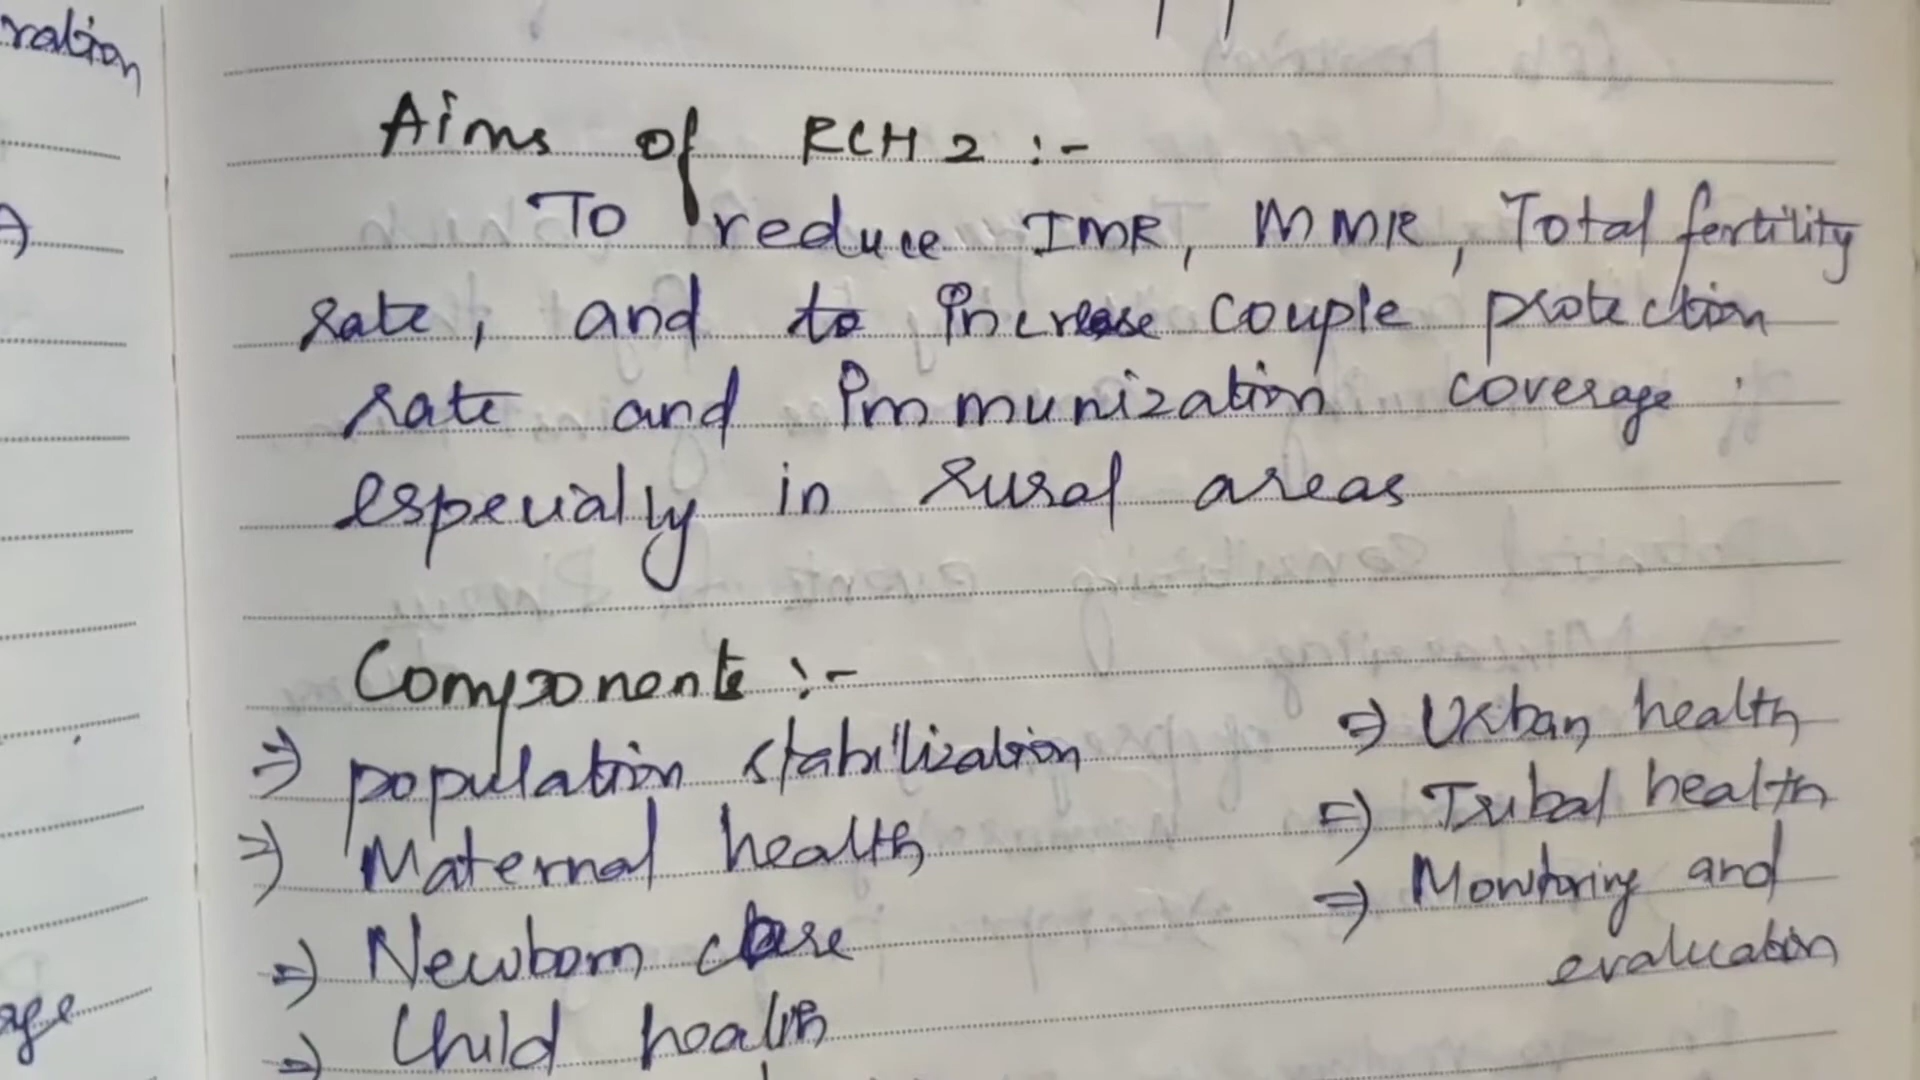 ration
Aims of RCH 2 :-
To reduce IMR, MMR, Total fertility
rate, and to increase couple protection
rate and Immunization coverage
especially in rural areas
Components :-
⇒ population stabilization
⇒ Maternal health
⇒ Newborn care
⇒ Child health
⇒ Urban health
⇒ Tribal health
⇒ Monitoring and
evaluation
age